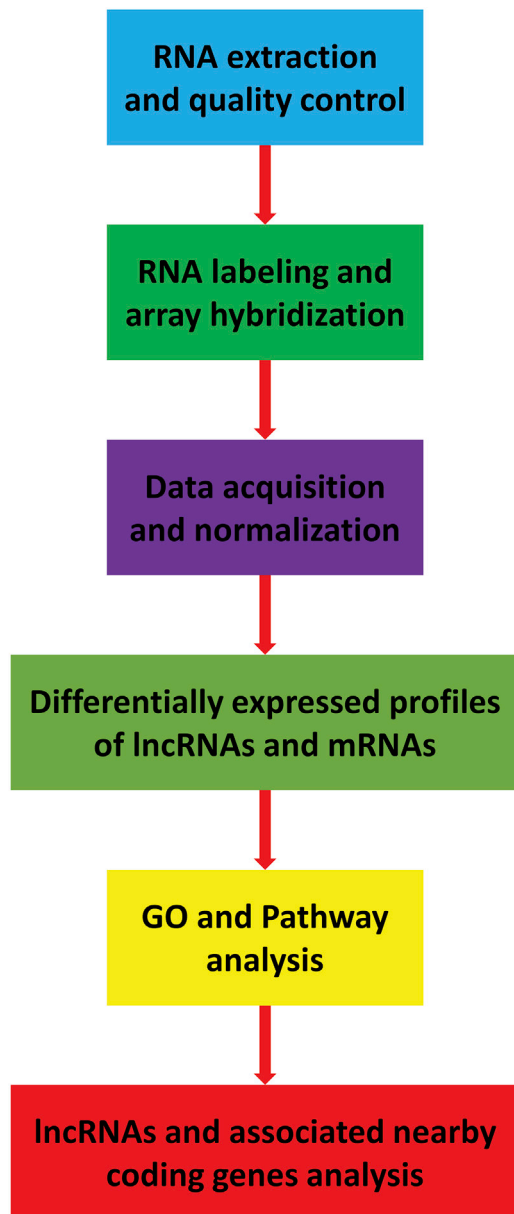 RNA extraction
and quality control
RNA labeling and
array hybridization
Data acquisition
and normalization
Differentially expressed profiles
of lncRNAs and mRNAs
GO and Pathway
analysis
lncRNAs and associated nearby
coding genes analysis